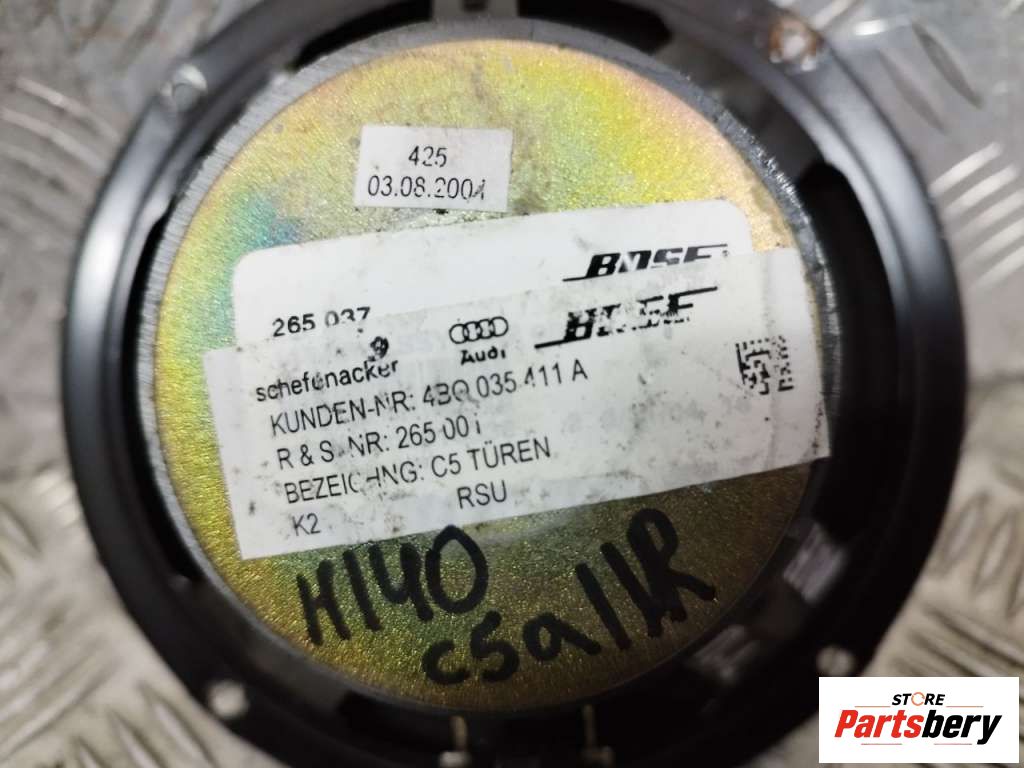 425
03.08.2004
BOSE
265 037
Audi
BOSE
schefenacker
KUNDEN-NR: 4B0 035 411 A
R & S-NR: 265 001
BEZEICHNG: C5 TÜREN
K2 RSU
H140
c5allR
STORE
Partsbery